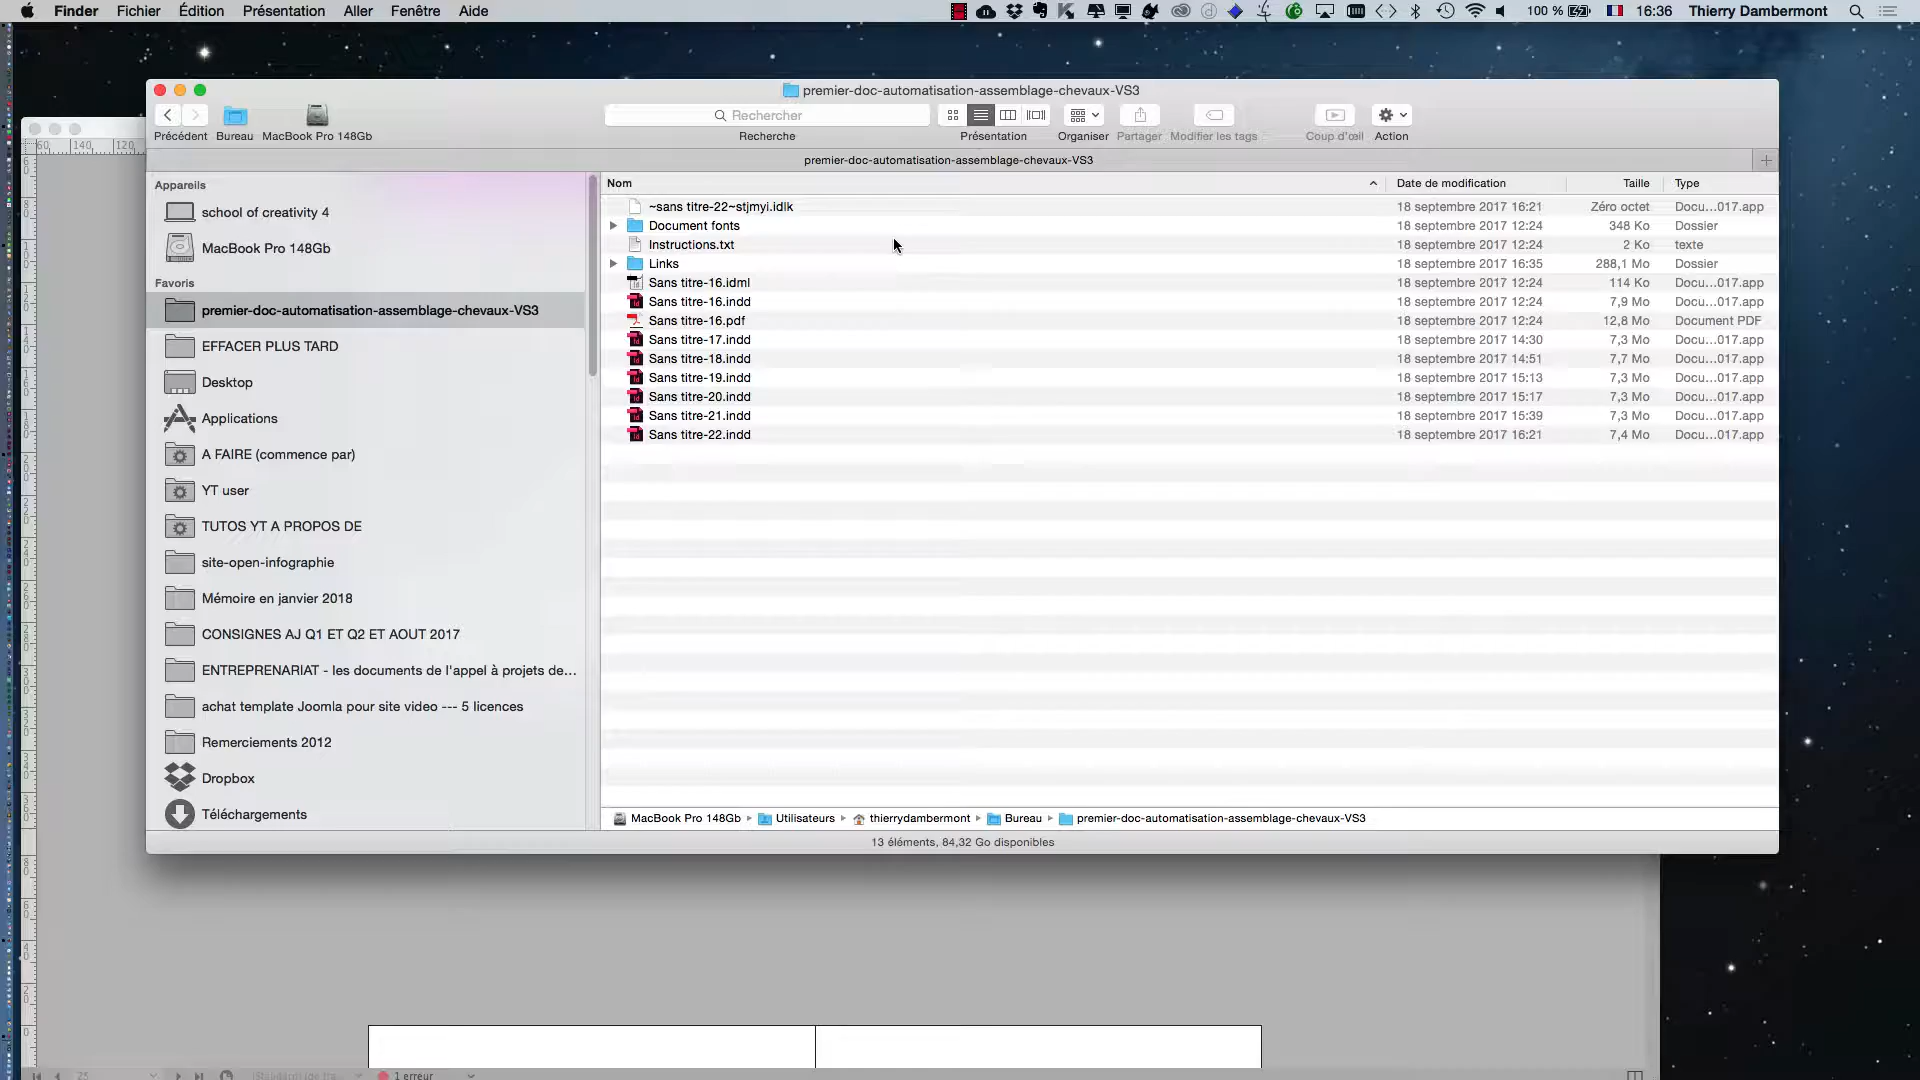 Finder Fichier Édition Présentation Aller Fenêtre Aide 100 % 16:36 Thierry Dambermont
premier-doc-automatisation-assemblage-chevaux-VS3
Rechercher
Précédent Bureau MacBook Pro 148Gb Recherche Présentation Organiser Partager Modifier les tags Coup d'œil Action
60 140 120
premier-doc-automatisation-assemblage-chevaux-VS3
Appareils
school of creativity 4
MacBook Pro 148Gb
Favoris
premier-doc-automatisation-assemblage-chevaux-VS3
EFFACER PLUS TARD
Desktop
Applications
A FAIRE (commence par)
YT user
TUTOS YT A PROPOS DE
site-open-infographie
Mémoire en janvier 2018
CONSIGNES AJ Q1 ET Q2 ET AOUT 2017
ENTREPRENARIAT - les documents de l'appel à projets de...
achat template Joomla pour site video --- 5 licences
Remerciements 2012
Dropbox
Téléchargements
Nom Date de modification Taille Type
~sans titre-22~stjmyi.idlk 18 septembre 2017 16:21 Zéro octet Docu...017.app
Document fonts 18 septembre 2017 12:24 348 Ko Dossier
Instructions.txt 18 septembre 2017 12:24 2 Ko texte
Links 18 septembre 2017 16:35 288,1 Mo Dossier
Sans titre-16.idml 18 septembre 2017 12:24 114 Ko Docu...017.app
Sans titre-16.indd 18 septembre 2017 12:24 7,9 Mo Docu...017.app
Sans titre-16.pdf 18 septembre 2017 12:24 12,8 Mo Document PDF
Sans titre-17.indd 18 septembre 2017 14:30 7,3 Mo Docu...017.app
Sans titre-18.indd 18 septembre 2017 14:51 7,7 Mo Docu...017.app
Sans titre-19.indd 18 septembre 2017 15:13 7,3 Mo Docu...017.app
Sans titre-20.indd 18 septembre 2017 15:17 7,3 Mo Docu...017.app
Sans titre-21.indd 18 septembre 2017 15:39 7,3 Mo Docu...017.app
Sans titre-22.indd 18 septembre 2017 16:21 7,4 Mo Docu...017.app
MacBook Pro 148Gb Utilisateurs thierrydambermont Bureau premier-doc-automatisation-assemblage-chevaux-VS3
13 éléments, 84,32 Go disponibles
25 1 erreur